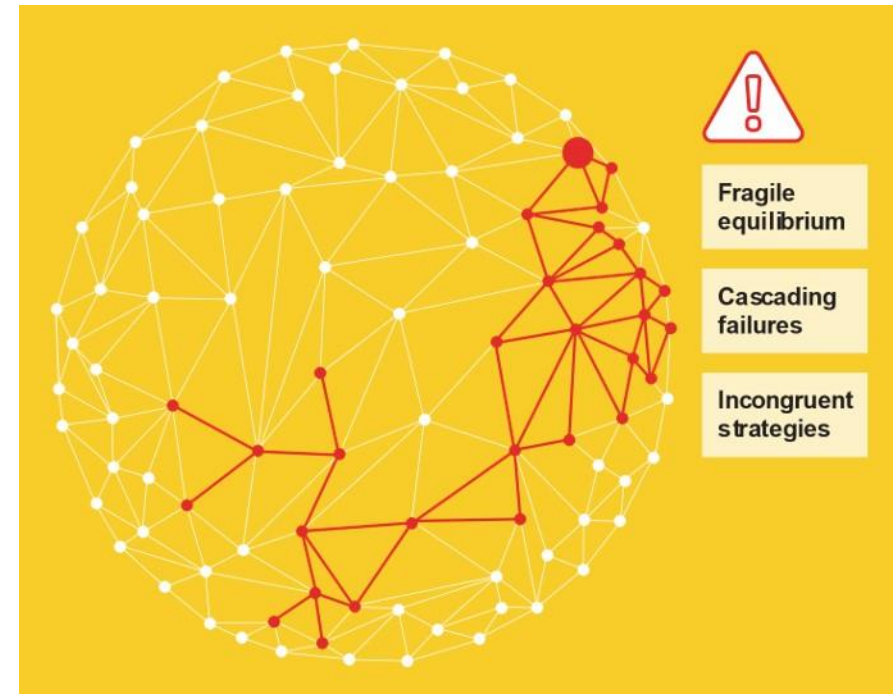 Fragile
equilibrium
Cascading
failures
Incongruent
strategies